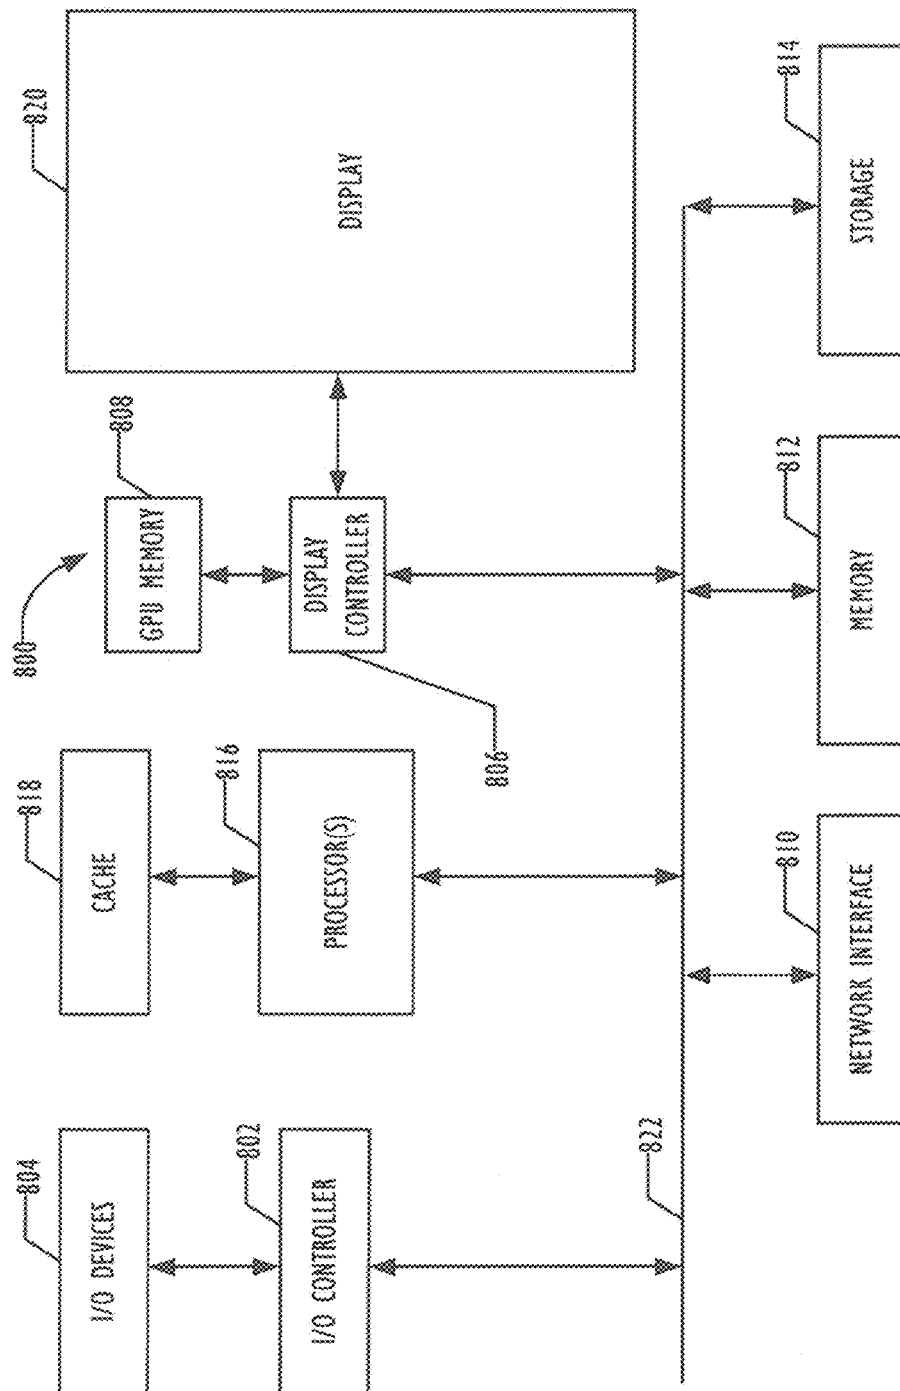 800
804
I/O DEVICES
818
CACHE
GPU MEMORY
808
820
DISPLAY
802
I/O CONTROLLER
816
PROCESSOR(S)
DISPLAY
CONTROLLER
806
822
810
NETWORK INTERFACE
812
MEMORY
814
STORAGE